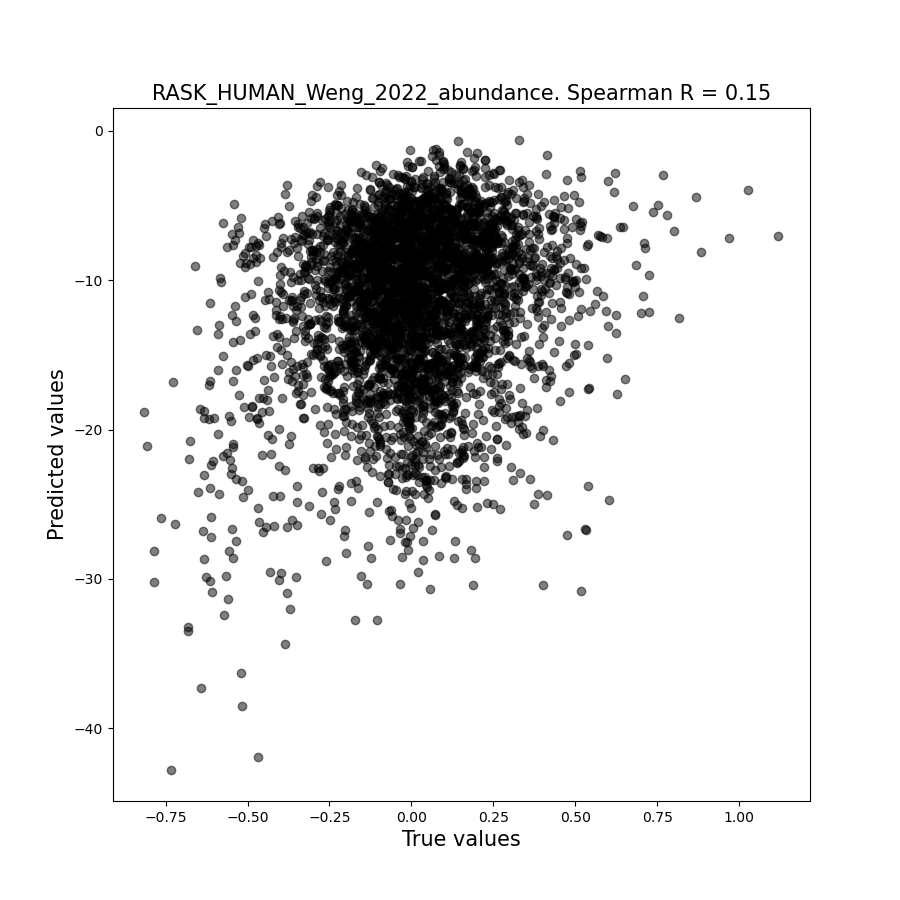 RASK_HUMAN_Weng_2022_abundance. Spearman R = 0.15
0
−10
−20
−30
−40
Predicted values
−0.75 −0.50 −0.25 0.00 0.25 0.50 0.75 1.00
True values